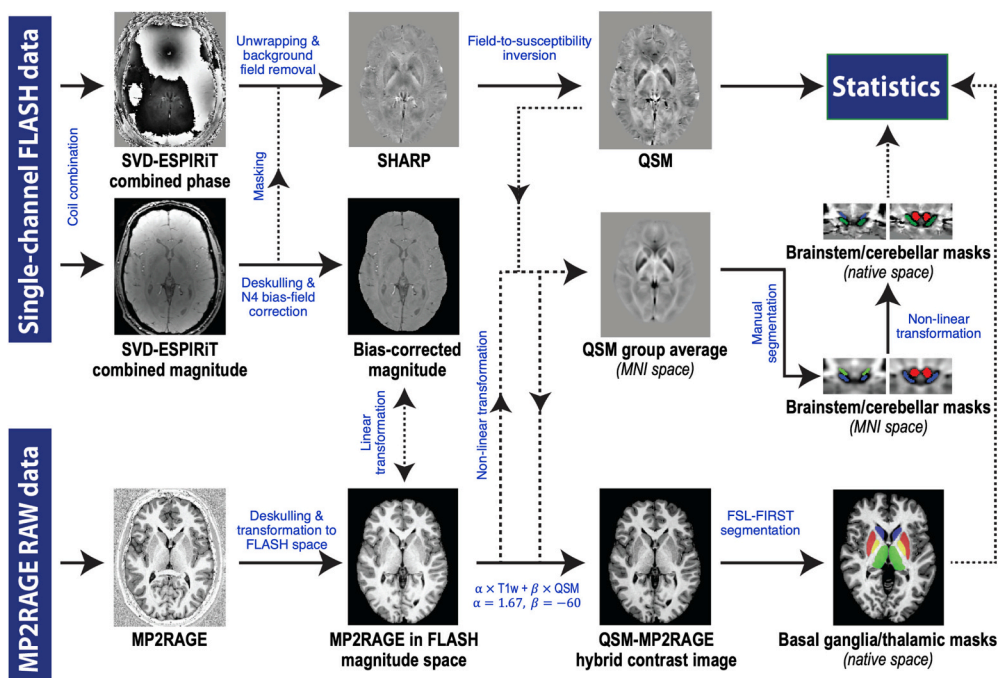 Single-channel FLASH data
Coil combination
SVD-ESPIRiT
combined phase
Unwrapping &
background
field removal
SHARP
Field-to-susceptibility
inversion
QSM
Statistics
Masking
SVD-ESPIRiT
combined magnitude
Deskulling &
N4 bias-field
correction
Bias-corrected
magnitude
QSM group average
(MNI space)
Manual
segmentation
Brainstem/cerebellar masks
(native space)
Non-linear
transformation
Brainstem/cerebellar masks
(MNI space)
Linear
transformation
Non-linear transformation
MP2RAGE RAW data
MP2RAGE
Deskulling &
transformation to
FLASH space
MP2RAGE in FLASH
magnitude space
α × T1w + β × QSM
α = 1.67, β = −60
QSM-MP2RAGE
hybrid contrast image
FSL-FIRST
segmentation
Basal ganglia/thalamic masks
(native space)